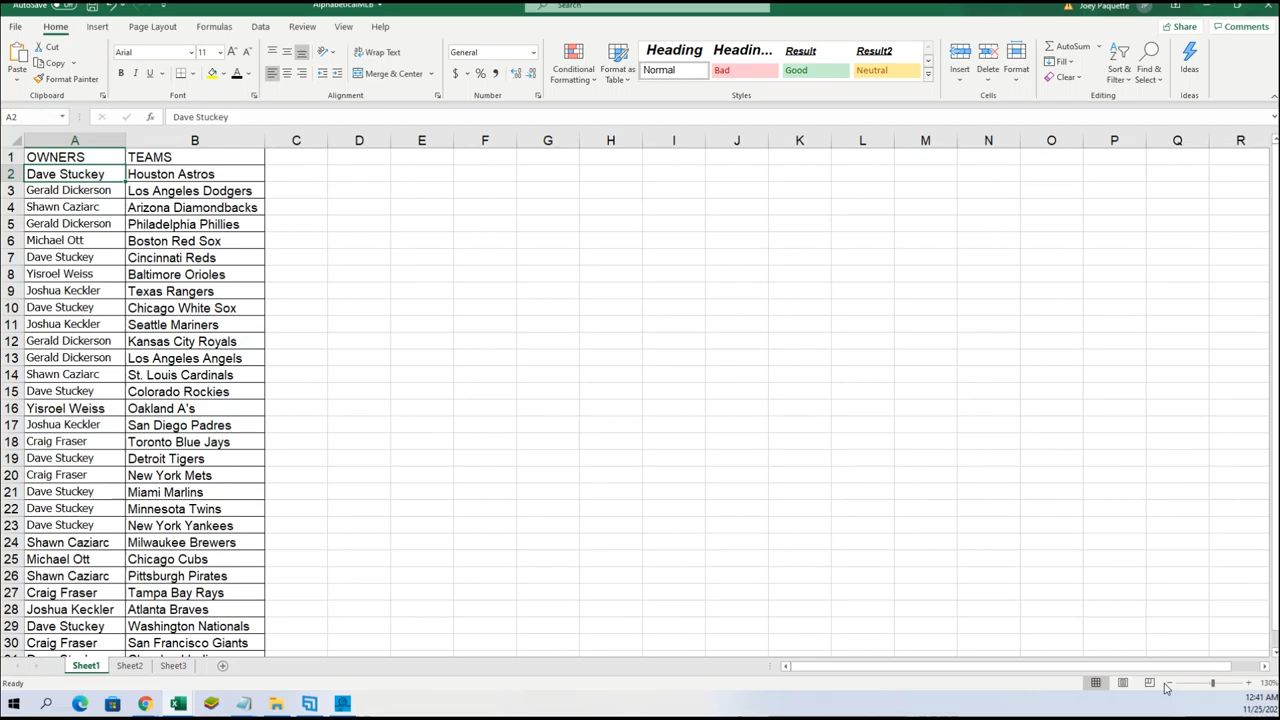 AutoSave Off AlphabeticalMLB Search Joey Paquette JP
File Home Insert Page Layout Formulas Data Review View Share Comments
Paste Cut Copy Format Painter Clipboard
Arial 11 A A B I U A Font
Wrap Text Merge & Center Alignment
General $ % Number
Conditional Formatting Format as Table
Heading Headin... Result Result2
Normal Bad Good Neutral
Styles
Insert Delete Format Cells
AutoSum Fill Clear Sort & Filter Find & Select Editing
Ideas Ideas
A2 fx Dave Stuckey
A B C D E F G H I J K L M N O P Q R
1 OWNERS TEAMS
2 Dave Stuckey Houston Astros
3 Gerald Dickerson Los Angeles Dodgers
4 Shawn Caziarc Arizona Diamondbacks
5 Gerald Dickerson Philadelphia Phillies
6 Michael Ott Boston Red Sox
7 Dave Stuckey Cincinnati Reds
8 Yisroel Weiss Baltimore Orioles
9 Joshua Keckler Texas Rangers
10 Dave Stuckey Chicago White Sox
11 Joshua Keckler Seattle Mariners
12 Gerald Dickerson Kansas City Royals
13 Gerald Dickerson Los Angeles Angels
14 Shawn Caziarc St. Louis Cardinals
15 Dave Stuckey Colorado Rockies
16 Yisroel Weiss Oakland A's
17 Joshua Keckler San Diego Padres
18 Craig Fraser Toronto Blue Jays
19 Dave Stuckey Detroit Tigers
20 Craig Fraser New York Mets
21 Dave Stuckey Miami Marlins
22 Dave Stuckey Minnesota Twins
23 Dave Stuckey New York Yankees
24 Shawn Caziarc Milwaukee Brewers
25 Michael Ott Chicago Cubs
26 Shawn Caziarc Pittsburgh Pirates
27 Craig Fraser Tampa Bay Rays
28 Joshua Keckler Atlanta Braves
29 Dave Stuckey Washington Nationals
30 Craig Fraser San Francisco Giants
Sheet1 Sheet2 Sheet3
Ready 130%
12:41 AM
11/25/202